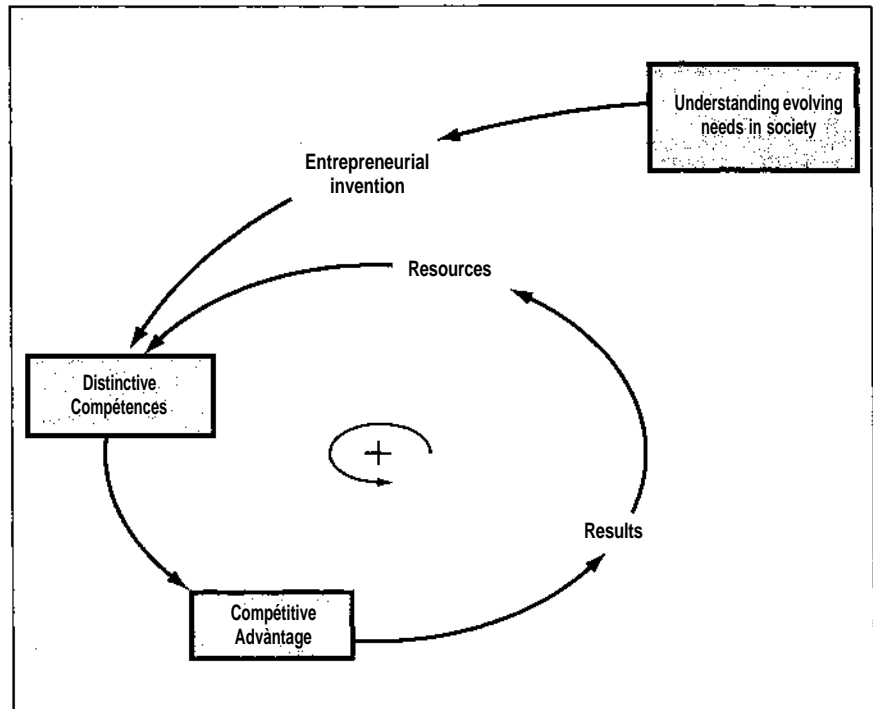 Understanding evolving
needs in society
Entrepreneurial
invention
Resources
Distinctive
Compétences
+
Results
Compétitive
Advàntage